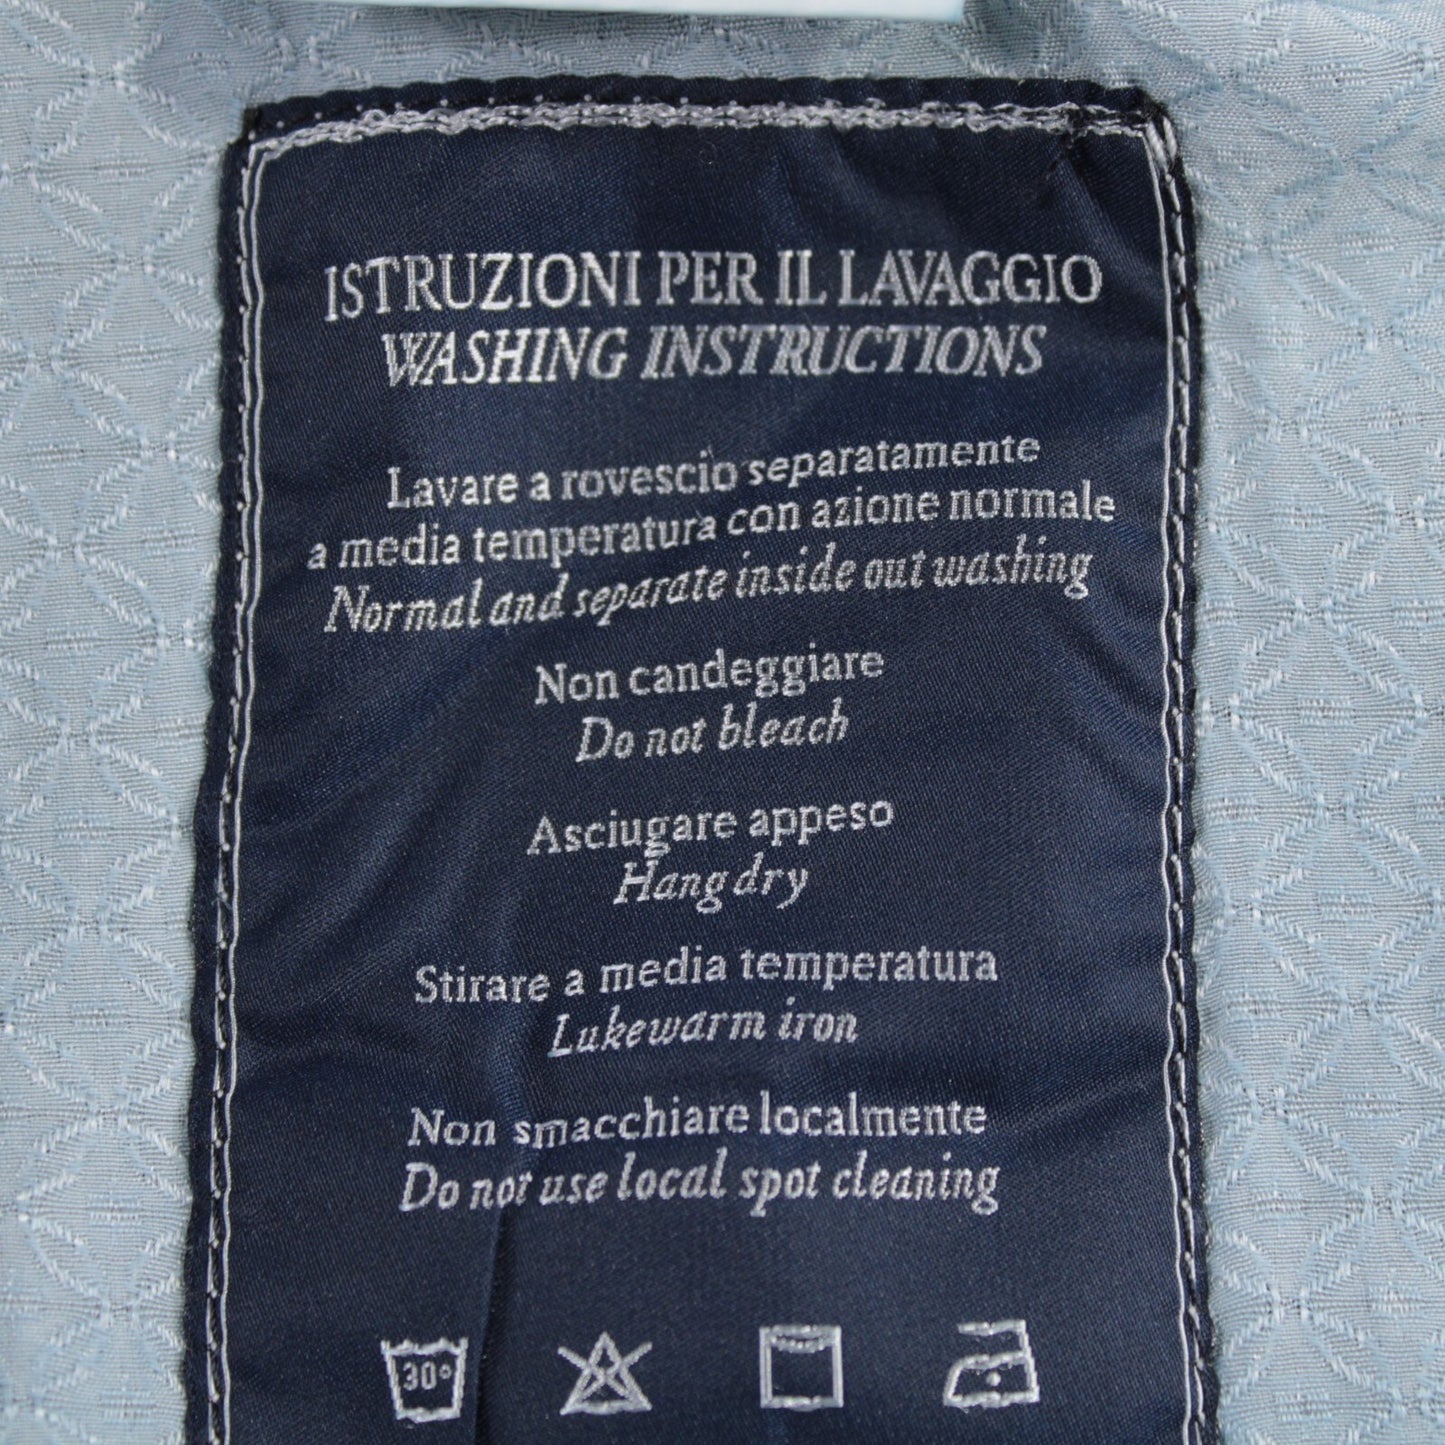 ISTRUZIONI PER IL LAVAGGIO
WASHING INSTRUCTIONS
Lavare a rovescio separatamente
a media temperatura con azione normale
Normal and separate inside out washing
Non candeggiare
Do not bleach
Asciugare appeso
Hang dry
Stirare a media temperatura
Lukewarm iron
Non smacchiare localmente
Do not use local spot cleaning
30°